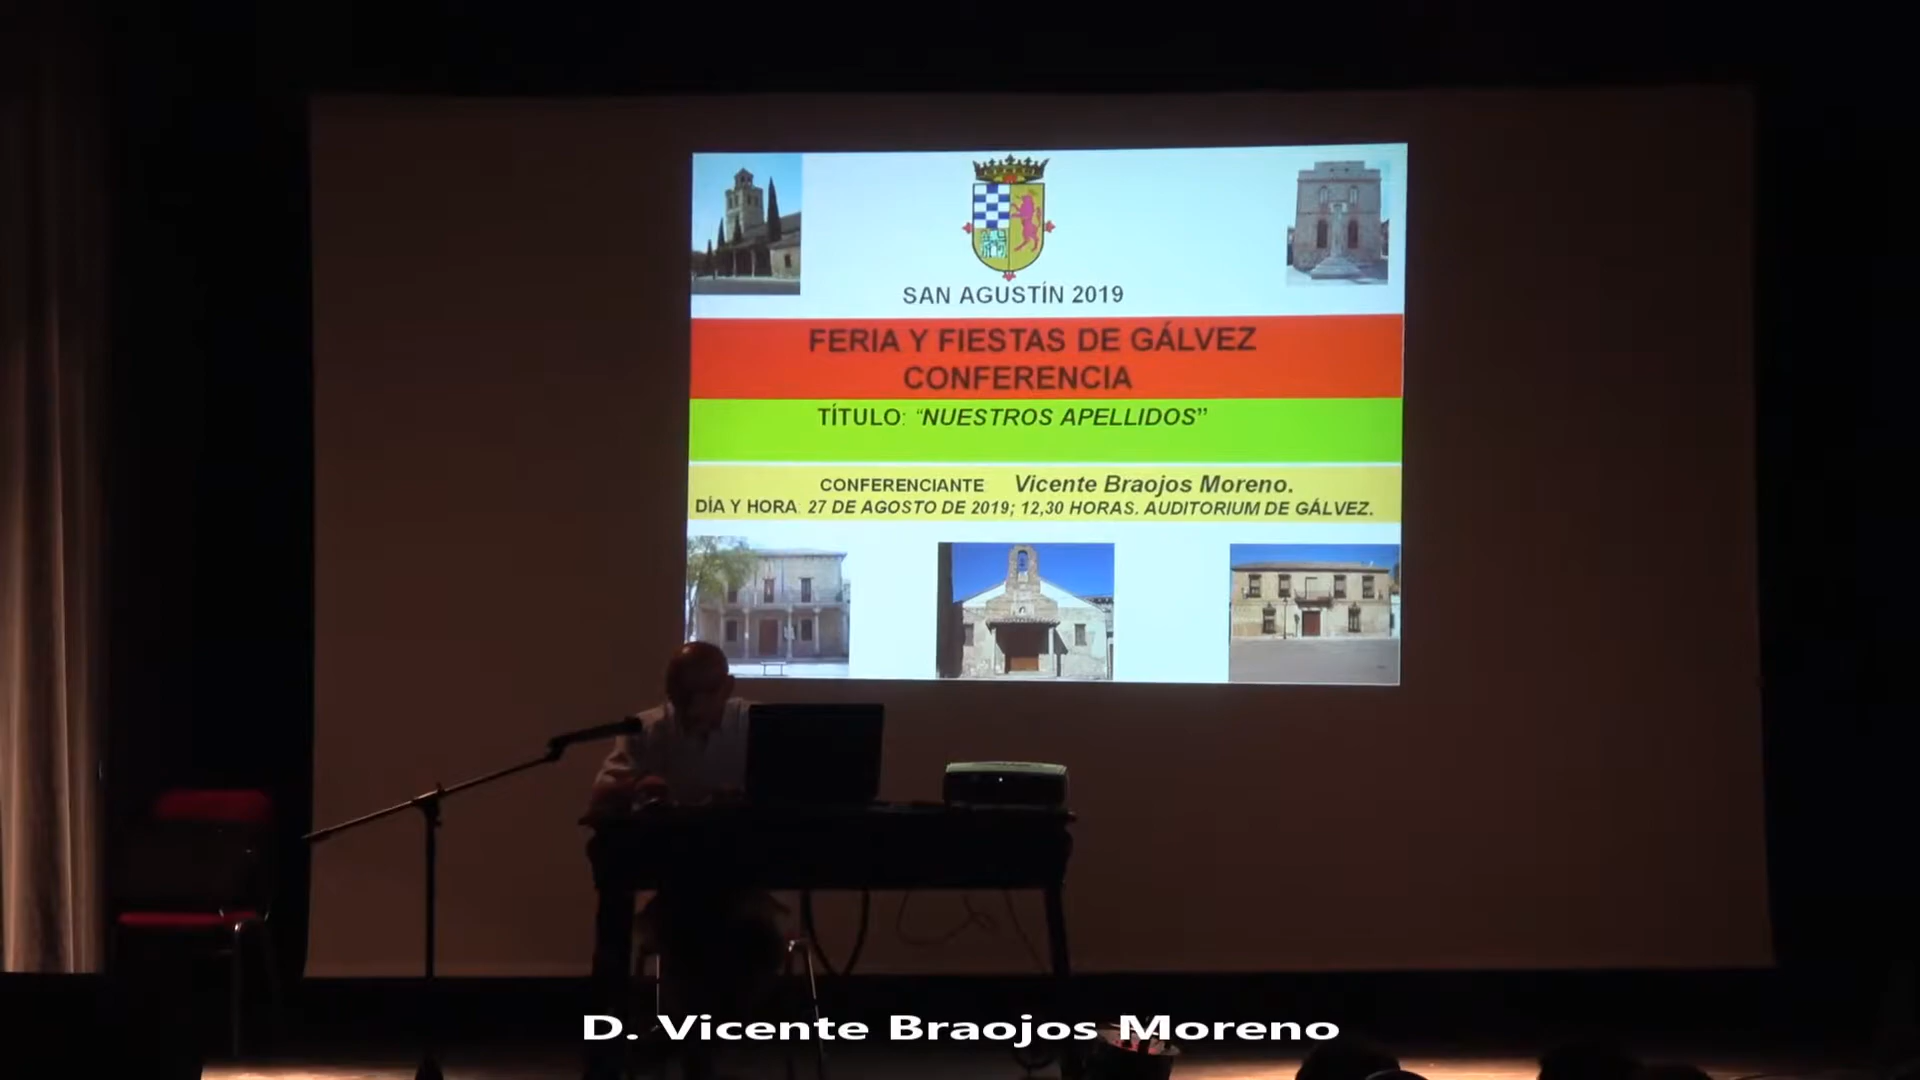 SAN AGUSTÍN 2019
FERIA Y FIESTAS DE GÁLVEZ
CONFERENCIA
TÍTULO: “NUESTROS APELLIDOS”
CONFERENCIANTE Vicente Braojos Moreno.
DÍA Y HORA: 27 DE AGOSTO DE 2019; 12,30 HORAS. AUDITORIUM DE GÁLVEZ.
D. Vicente Braojos Moreno